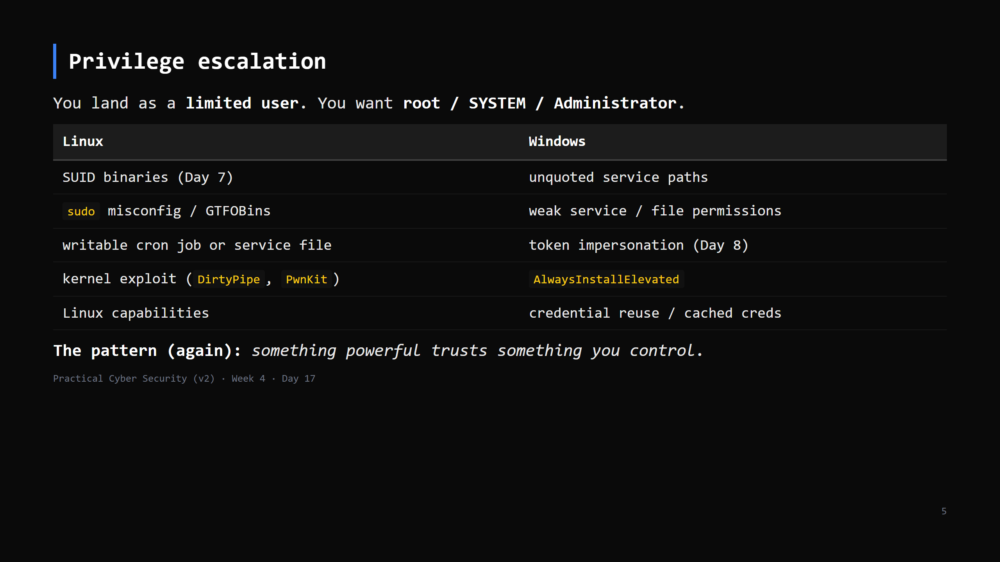 Privilege escalation
You land as a limited user. You want root / SYSTEM / Administrator.
Linux Windows
SUID binaries (Day 7) unquoted service paths
sudo misconfig / GTFOBins weak service / file permissions
writable cron job or service file token impersonation (Day 8)
kernel exploit (DirtyPipe, PwnKit) AlwaysInstallElevated
Linux capabilities credential reuse / cached creds
The pattern (again): something powerful trusts something you control.
Practical Cyber Security (v2) · Week 4 · Day 17
5